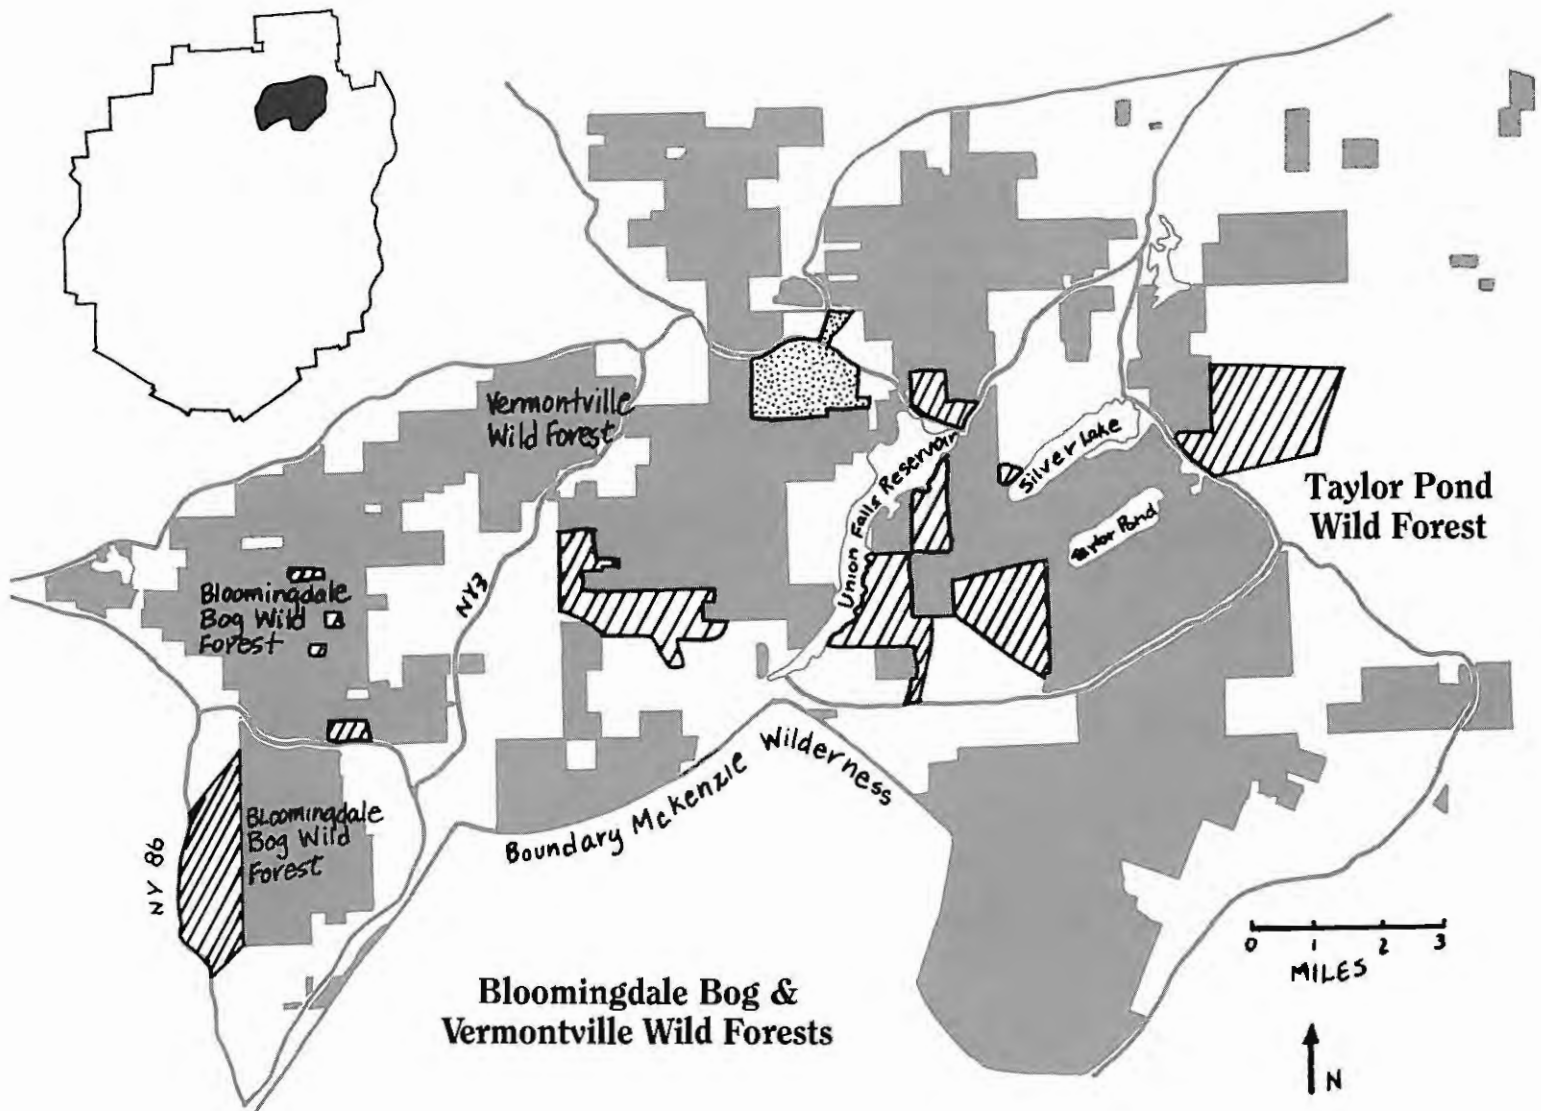 Vermontville
Wild Forest
NY3
Bloomingdale
Bog Wild
Forest
Union Falls Reservoir
Silver Lake
Taylor Pond
Taylor Pond
Wild Forest
NY 86
Bloomingdale
Bog Wild
Forest
Boundary McKenzie Wilderness
Bloomingdale Bog &
Vermontville Wild Forests
0 1 2 3
MILES
N